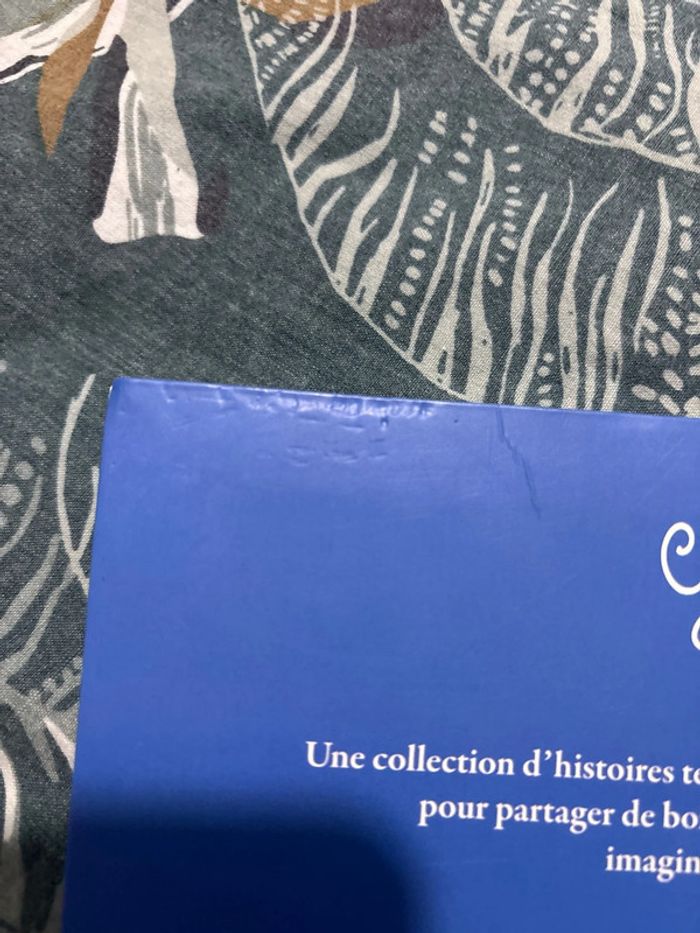 Une collection d'histoires
pour partager de